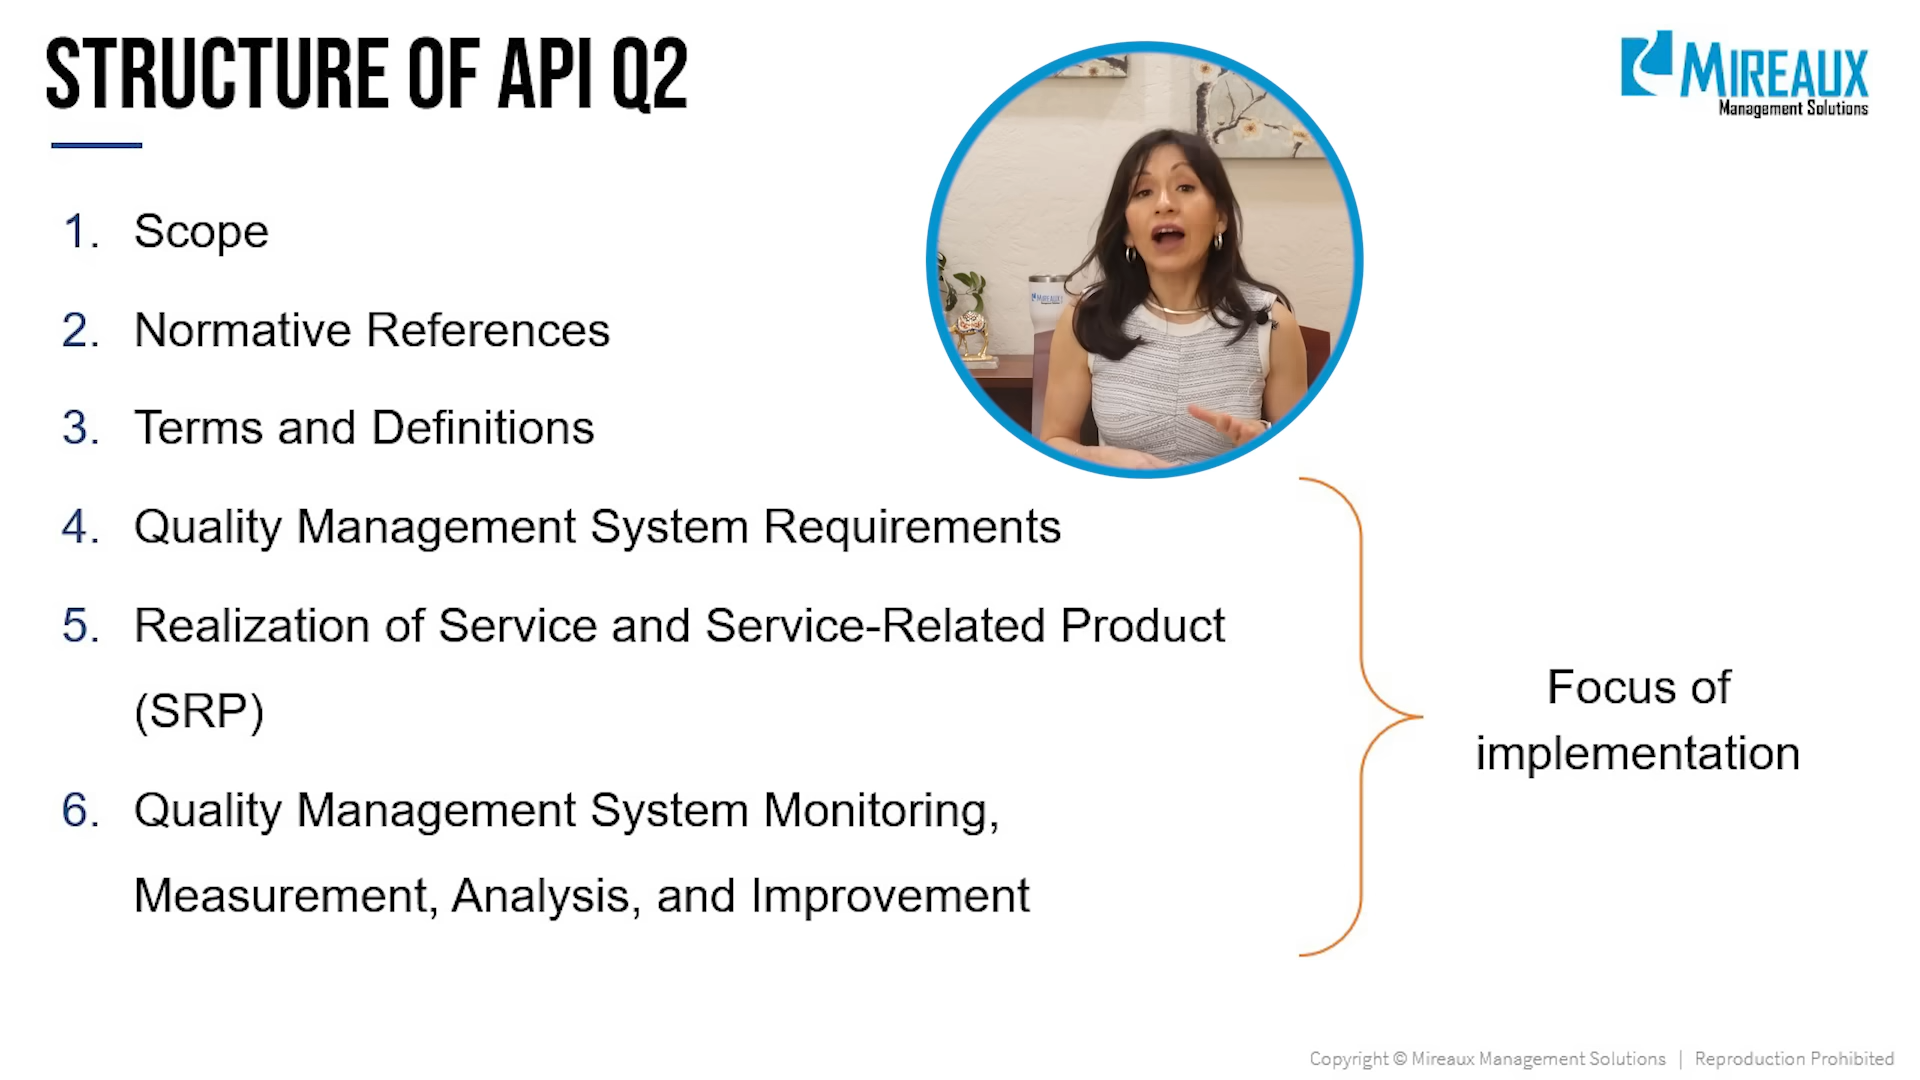 STRUCTURE OF API Q2
MIREAUX
Management Solutions
MIREAUX
1. Scope
2. Normative References
3. Terms and Definitions
4. Quality Management System Requirements
5. Realization of Service and Service-Related Product
(SRP)
6. Quality Management System Monitoring,
Measurement, Analysis, and Improvement
Focus of
implementation
Copyright © Mireaux Management Solutions | Reproduction Prohibited